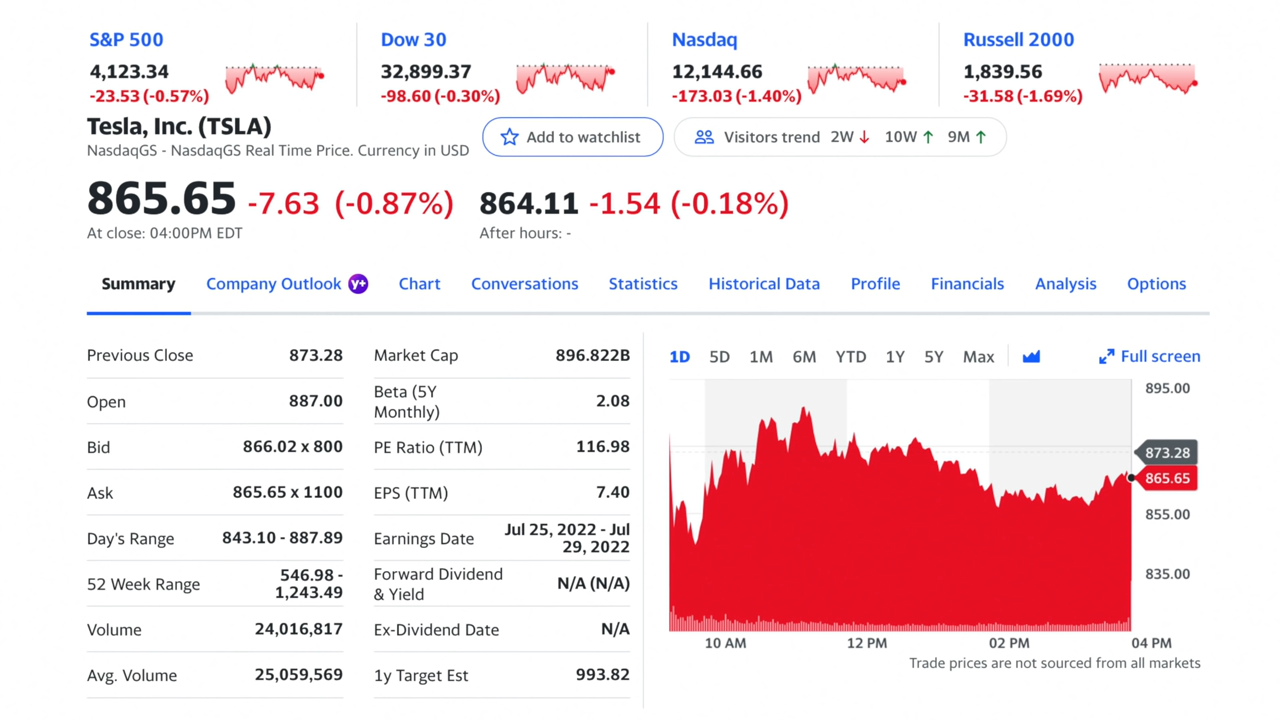 S&P 500 Dow 30 Nasdaq Russell 2000
4,123.34 32,899.37 12,144.66 1,839.56
-23.53 (-0.57%) -98.60 (-0.30%) -173.03 (-1.40%) -31.58 (-1.69%)
Tesla, Inc. (TSLA)
NasdaqGS - NasdaqGS Real Time Price. Currency in USD
Add to watchlist
Visitors trend 2W ↓ 10W ↑ 9M ↑
865.65 -7.63 (-0.87%) 864.11 -1.54 (-0.18%)
At close: 04:00PM EDT After hours: -
Summary Company Outlook y+ Chart Conversations Statistics Historical Data Profile Financials Analysis Options
Previous Close 873.28
Open 887.00
Bid 866.02 x 800
Ask 865.65 x 1100
Day's Range 843.10 - 887.89
52 Week Range 546.98 -
1,243.49
Volume 24,016,817
Avg. Volume 25,059,569
Market Cap 896.822B
Beta (5Y
Monthly) 2.08
PE Ratio (TTM) 116.98
EPS (TTM) 7.40
Earnings Date Jul 25, 2022 - Jul
29, 2022
Forward Dividend
& Yield N/A (N/A)
Ex-Dividend Date N/A
1y Target Est 993.82
1D 5D 1M 6M YTD 1Y 5Y Max Full screen
895.00
873.28
865.65
855.00
835.00
10 AM 12 PM 02 PM 04 PM
Trade prices are not sourced from all markets